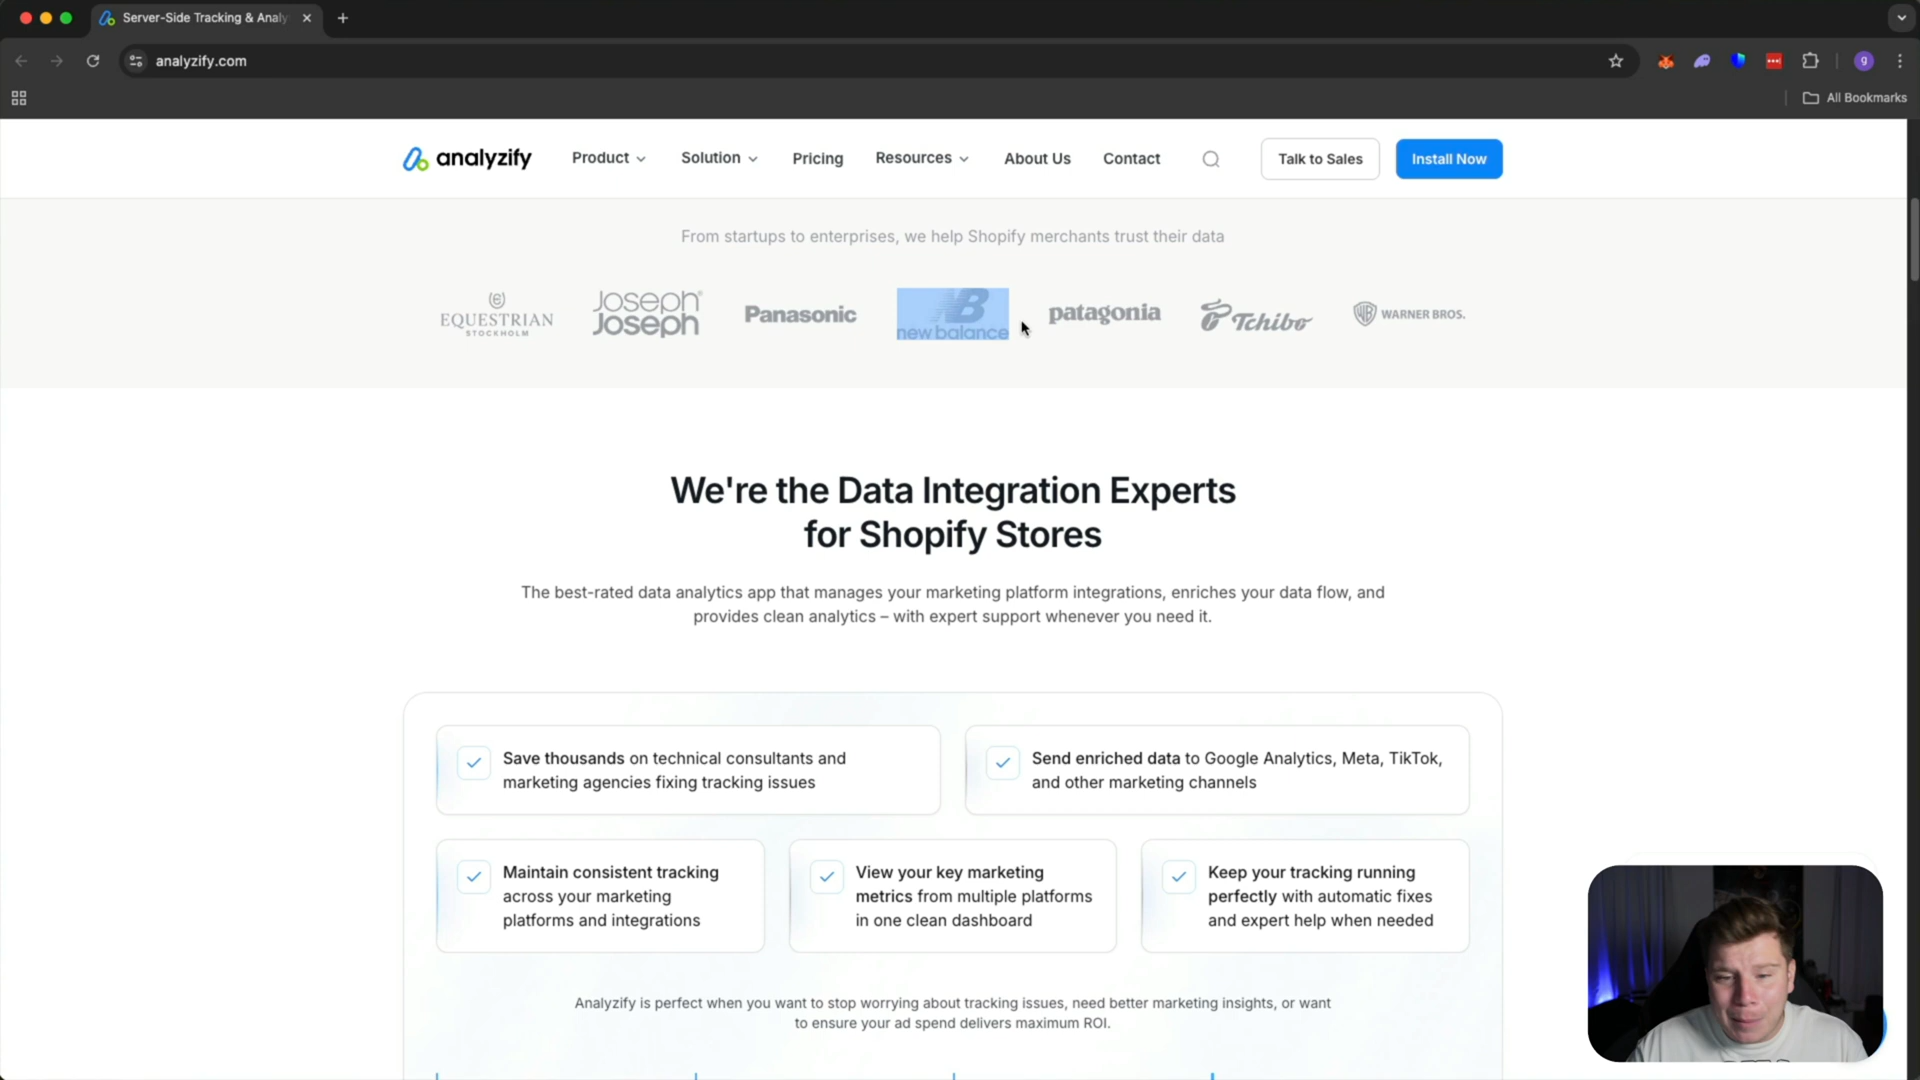 Server-Side Tracking & Analy
analyzify.com
All Bookmarks
analyzify
Product
Solution
Pricing
Resources
About Us
Contact
Talk to Sales
Install Now
From startups to enterprises, we help Shopify merchants trust their data
EQUESTRIAN
STOCKHOLM
Joseph®
Joseph
Panasonic
NB
new balance
patagonia
Tchibo
WB WARNER BROS.
We're the Data Integration Experts
for Shopify Stores
The best-rated data analytics app that manages your marketing platform integrations, enriches your data flow, and
provides clean analytics – with expert support whenever you need it.
Save thousands on technical consultants and
marketing agencies fixing tracking issues
Send enriched data to Google Analytics, Meta, TikTok,
and other marketing channels
Maintain consistent tracking
across your marketing
platforms and integrations
View your key marketing
metrics from multiple platforms
in one clean dashboard
Keep your tracking running
perfectly with automatic fixes
and expert help when needed
Analyzify is perfect when you want to stop worrying about tracking issues, need better marketing insights, or want
to ensure your ad spend delivers maximum ROI.